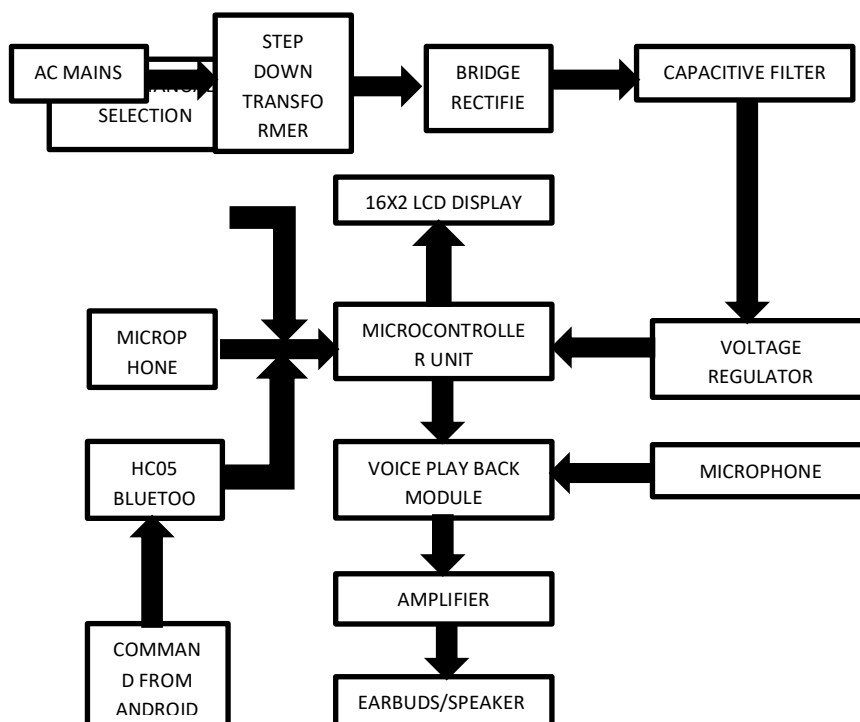 AC MAINS
SELECTION
STEP
DOWN
TRANSFO
RMER
BRIDGE
RECTIFIE
CAPACITIVE FILTER
16X2 LCD DISPLAY
MICROP
HONE
MICROCONTROLLE
R UNIT
VOLTAGE
REGULATOR
HC05
BLUETOO
VOICE PLAY BACK
MODULE
MICROPHONE
AMPLIFIER
COMMAN
D FROM
ANDROID
EARBUDS/SPEAKER